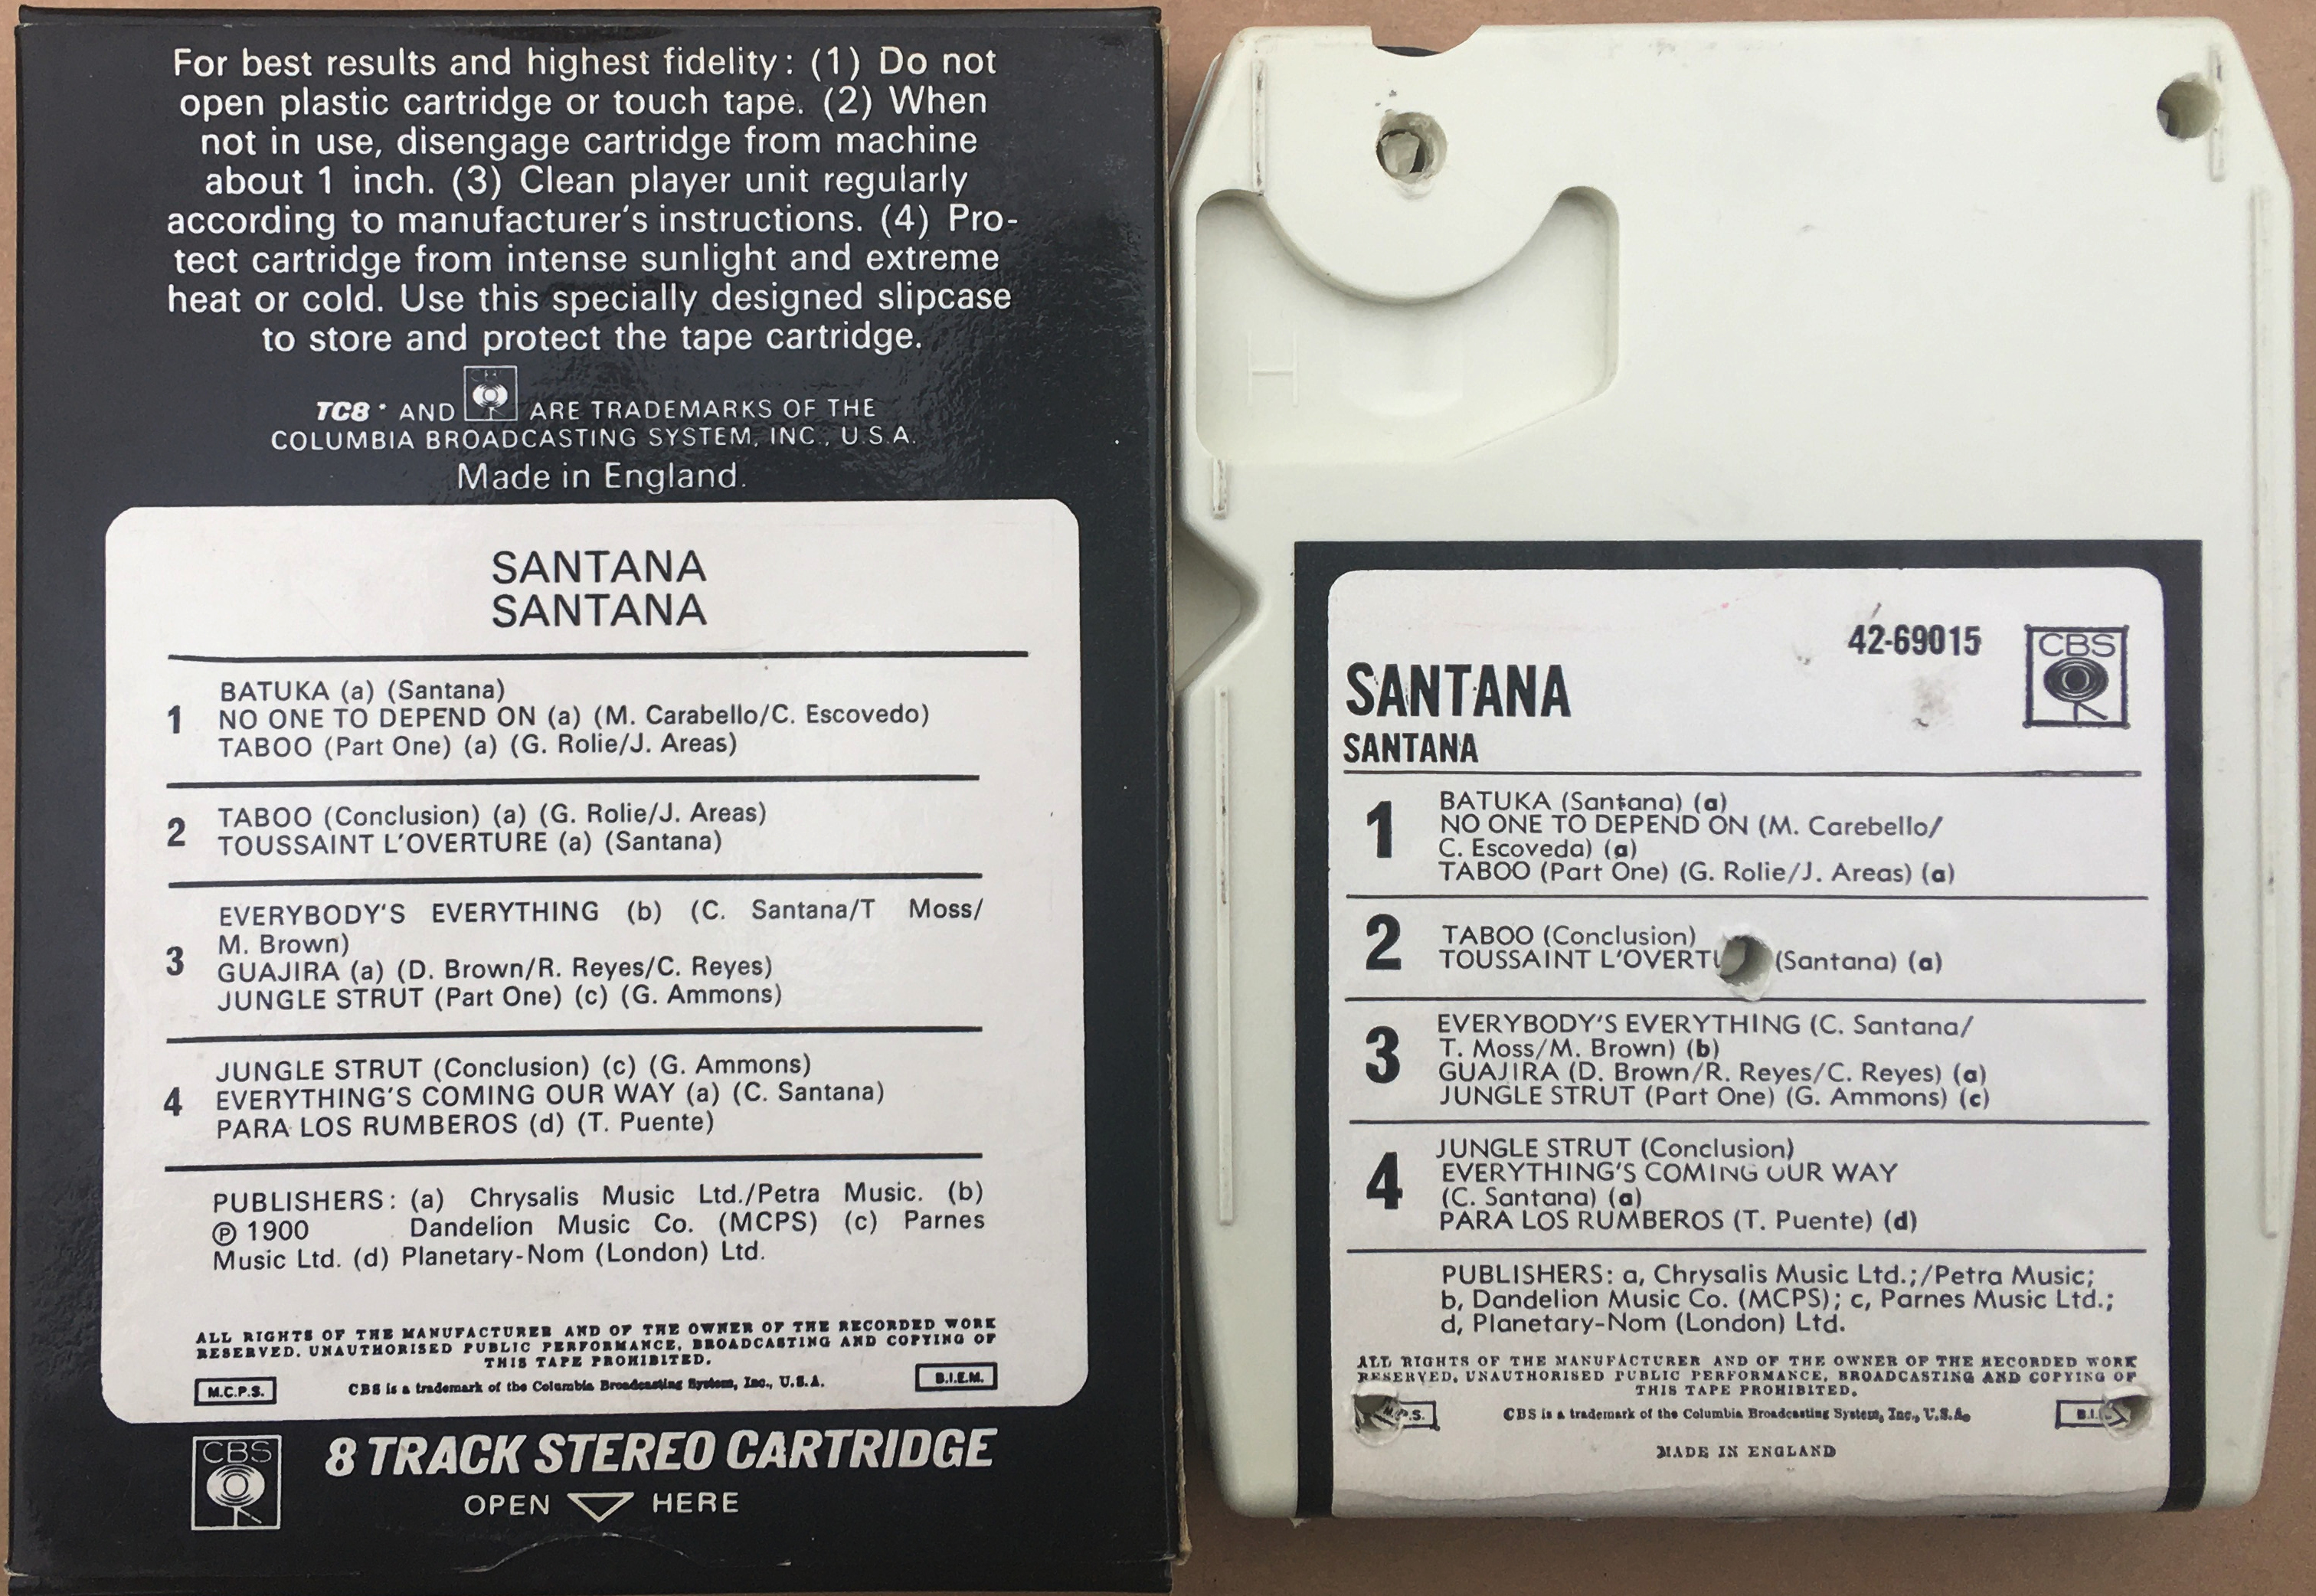 For best results and highest fidelity: (1) Do not
open plastic cartridge or touch tape. (2) When
not in use, disengage cartridge from machine
about 1 inch. (3) Clean player unit regularly
according to manufacturer's instructions. (4) Pro-
tect cartridge from intense sunlight and extreme
heat or cold. Use this specially designed slipcase
to store and protect the tape cartridge.
TC8 · AND CBS ARE TRADEMARKS OF THE
COLUMBIA BROADCASTING SYSTEM, INC., U.S.A.
Made in England.
SANTANA
SANTANA
1
BATUKA (a) (Santana)
NO ONE TO DEPEND ON (a) (M. Carabello/C. Escovedo)
TABOO (Part One) (a) (G. Rolie/J. Areas)
2
TABOO (Conclusion) (a) (G. Rolie/J. Areas)
TOUSSAINT L'OVERTURE (a) (Santana)
3
EVERYBODY'S EVERYTHING (b) (C. Santana/T Moss/
M. Brown)
GUAJIRA (a) (D. Brown/R. Reyes/C. Reyes)
JUNGLE STRUT (Part One) (c) (G. Ammons)
4
JUNGLE STRUT (Conclusion) (c) (G. Ammons)
EVERYTHING'S COMING OUR WAY (a) (C. Santana)
PARA LOS RUMBEROS (d) (T. Puente)
PUBLISHERS: (a) Chrysalis Music Ltd./Petra Music. (b)
℗ 1900 Dandelion Music Co. (MCPS) (c) Parnes
Music Ltd. (d) Planetary-Nom (London) Ltd.
ALL RIGHTS OF THE MANUFACTURER AND OF THE OWNER OF THE RECORDED WORK
RESERVED. UNAUTHORISED PUBLIC PERFORMANCE, BROADCASTING AND COPYING OF
THIS TAPE PROHIBITED.
M.C.P.S.
CBS is a trademark of the Columbia Broadcasting System, Inc., U.S.A.
B.I.E.M.
CBS
8 TRACK STEREO CARTRIDGE
OPEN HERE
H
42-69015
CBS
SANTANA
SANTANA
1
BATUKA (Santana) (a)
NO ONE TO DEPEND ON (M. Carebello/
C. Escoveda) (a)
TABOO (Part One) (G. Rolie/J. Areas) (a)
2
TABOO (Conclusion)
TOUSSAINT (Santana) (a)
3
EVERYBODY'S EVERYTHING (C. Santana/
T. Moss/M. Brown) (b)
GUAJIRA (D. Brown/R. Reyes/C. Reyes) (a)
JUNGLE STRUT (Part One) (G. Ammons) (c)
4
JUNGLE STRUT (Conclusion)
EVERYTHING'S COMING OUR WAY
(C. Santana) (a)
PARA LOS RUMBEROS (T. Puente) (d)
PUBLISHERS: a, Chrysalis Music Ltd.;/Petra Music;
b, Dandelion Music Co. (MCPS); c, Parnes Music Ltd.;
d, Planetary-Nom (London) Ltd.
ALL RIGHTS OF THE MANUFACTURER AND OF THE OWNER OF THE RECORDED WORK
RESERVED. UNAUTHORISED PUBLIC PERFORMANCE, BROADCASTING AND COPYING OF
THIS TAPE PROHIBITED.
CBS is a trademark of the Columbia Broadcasting System, Inc., U.S.A.
MADE IN ENGLAND